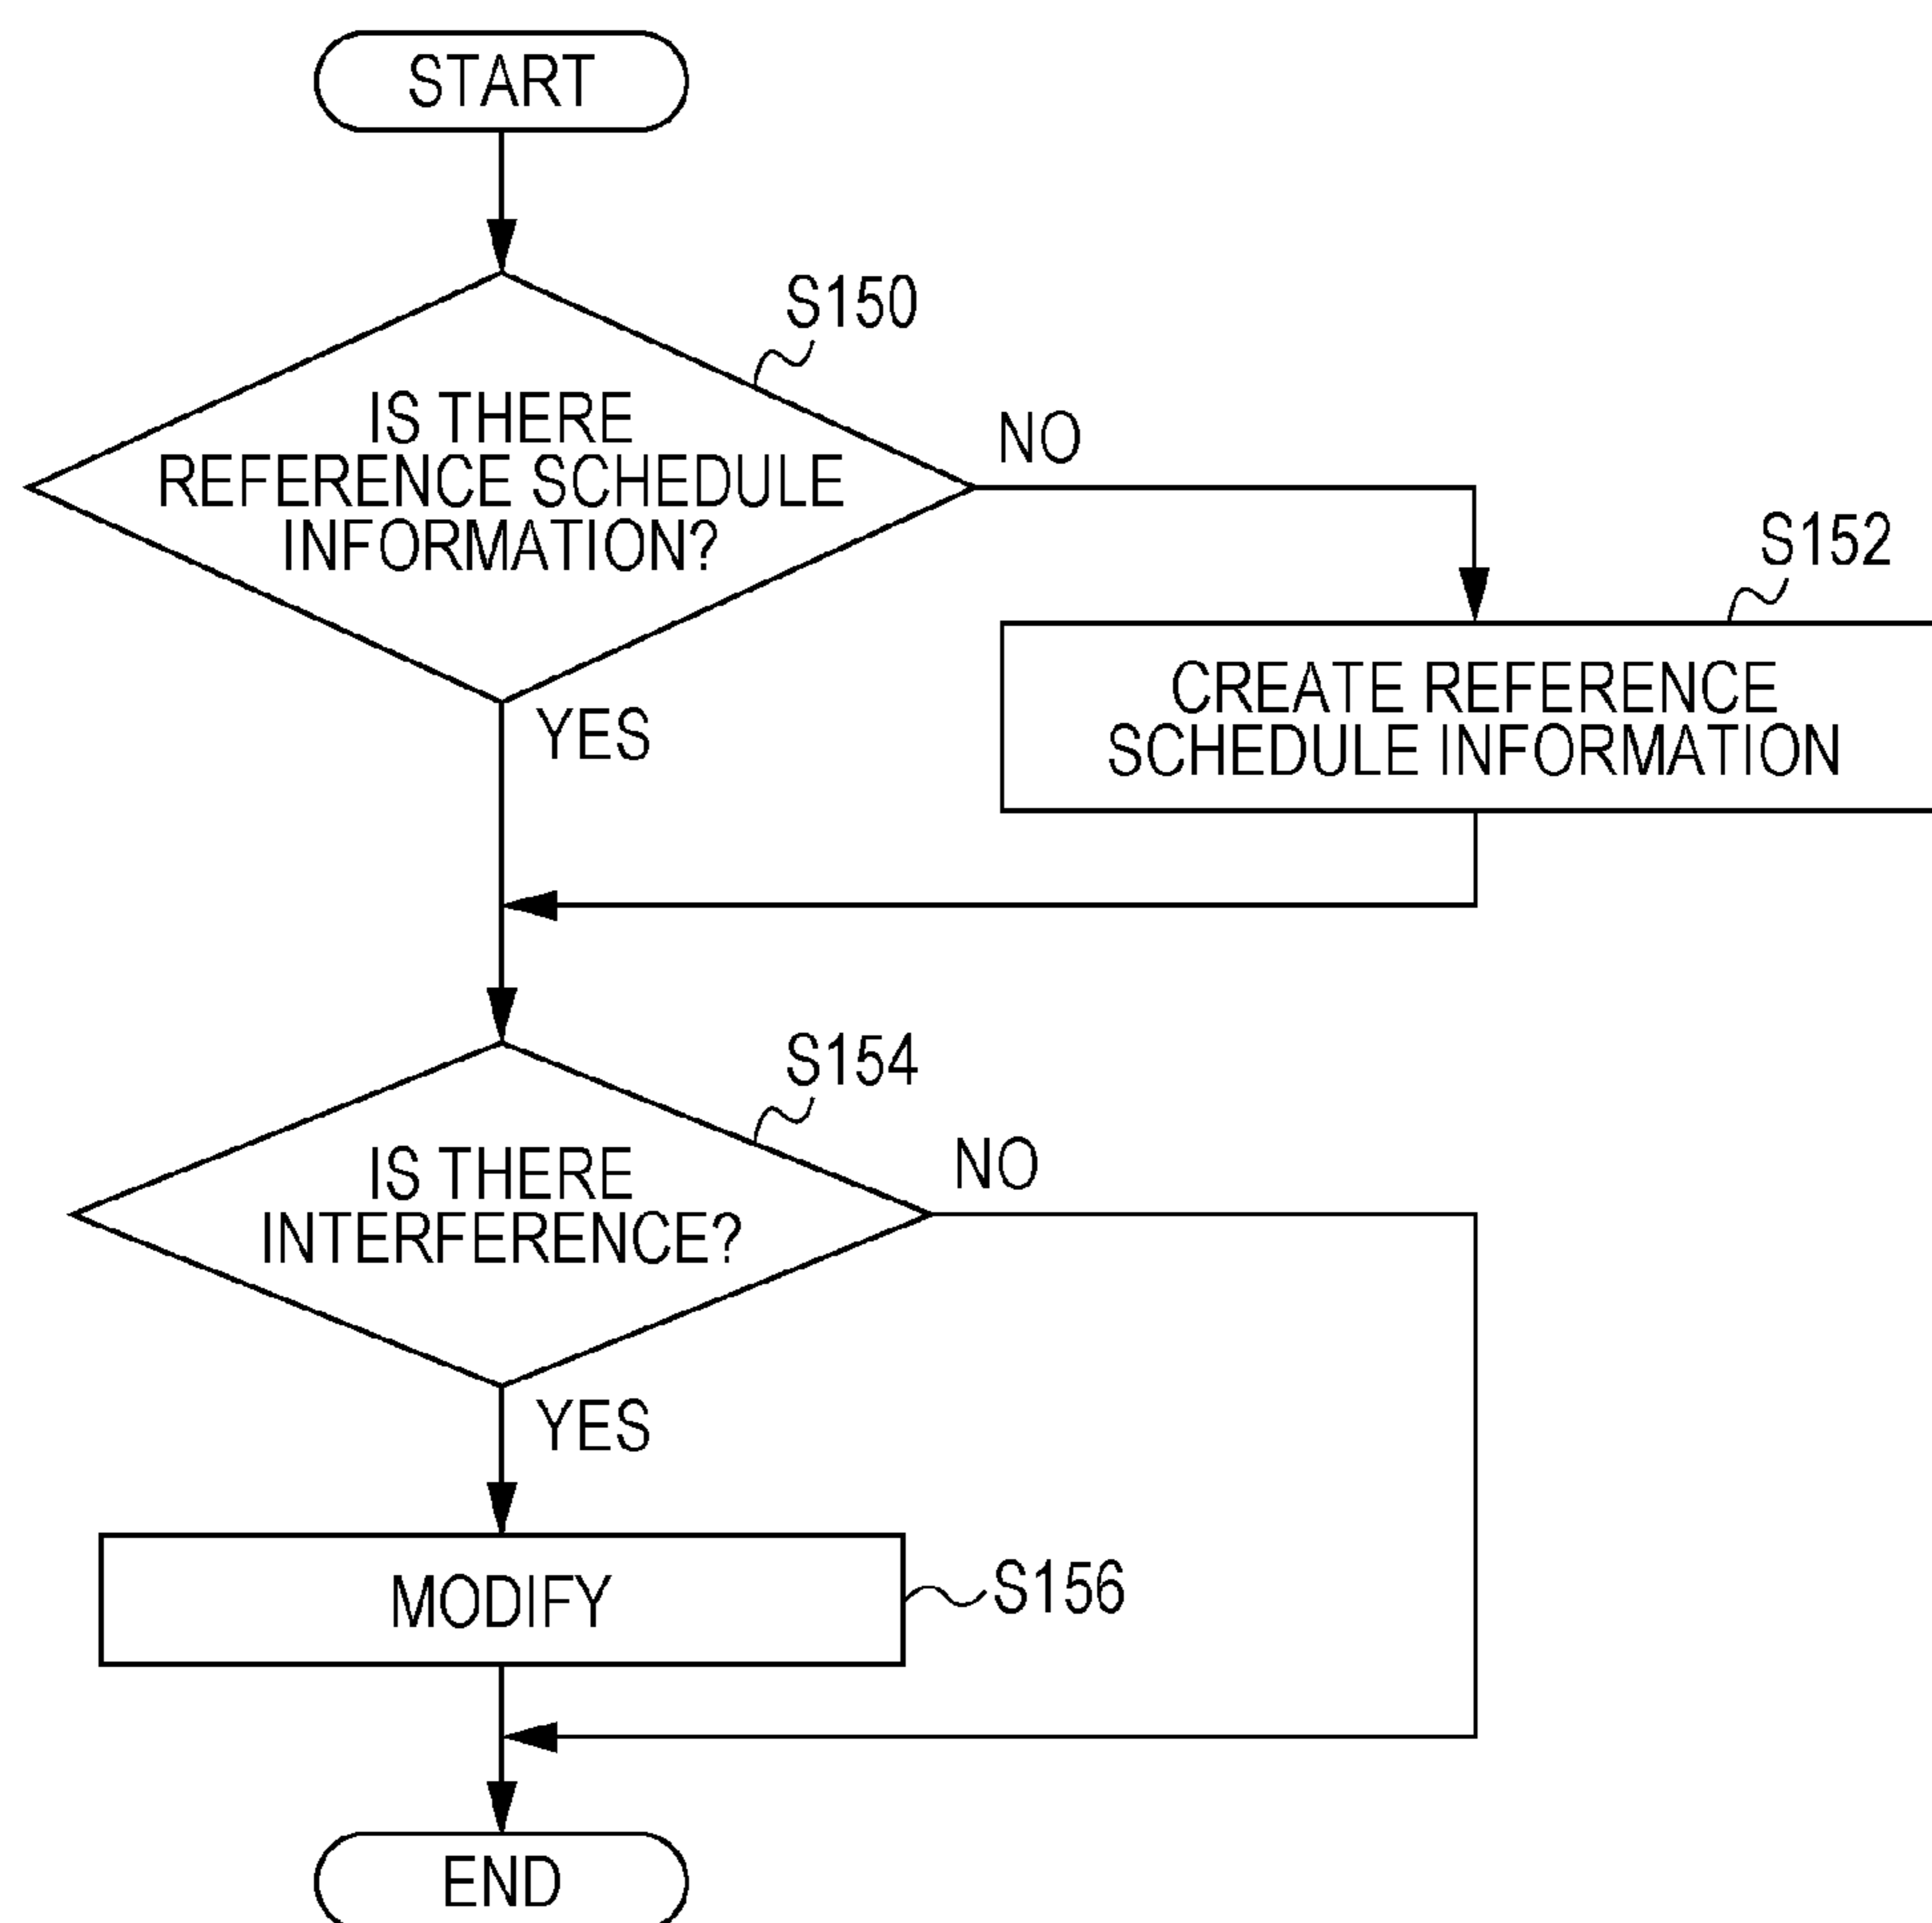 START
S150
IS THERE
REFERENCE SCHEDULE
INFORMATION?
NO
S152
CREATE REFERENCE
SCHEDULE INFORMATION
YES
S154
IS THERE
INTERFERENCE?
NO
YES
MODIFY
S156
END